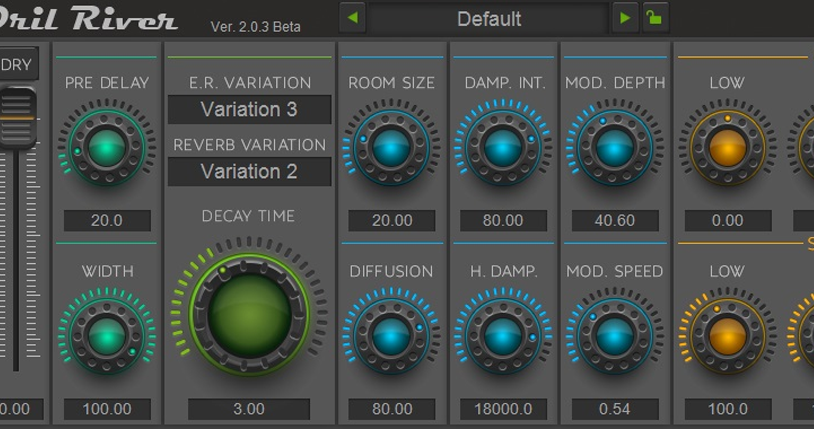 Oril River
Ver. 2.0.3 Beta
Default
DRY
PRE DELAY
20.0
WIDTH
100.00
E.R. VARIATION
Variation 3
REVERB VARIATION
Variation 2
DECAY TIME
3.00
ROOM SIZE
20.00
DAMP. INT.
80.00
MOD. DEPTH
40.60
LOW
0.00
DIFFUSION
80.00
H. DAMP.
18000.0
MOD. SPEED
0.54
LOW
100.0
0.00